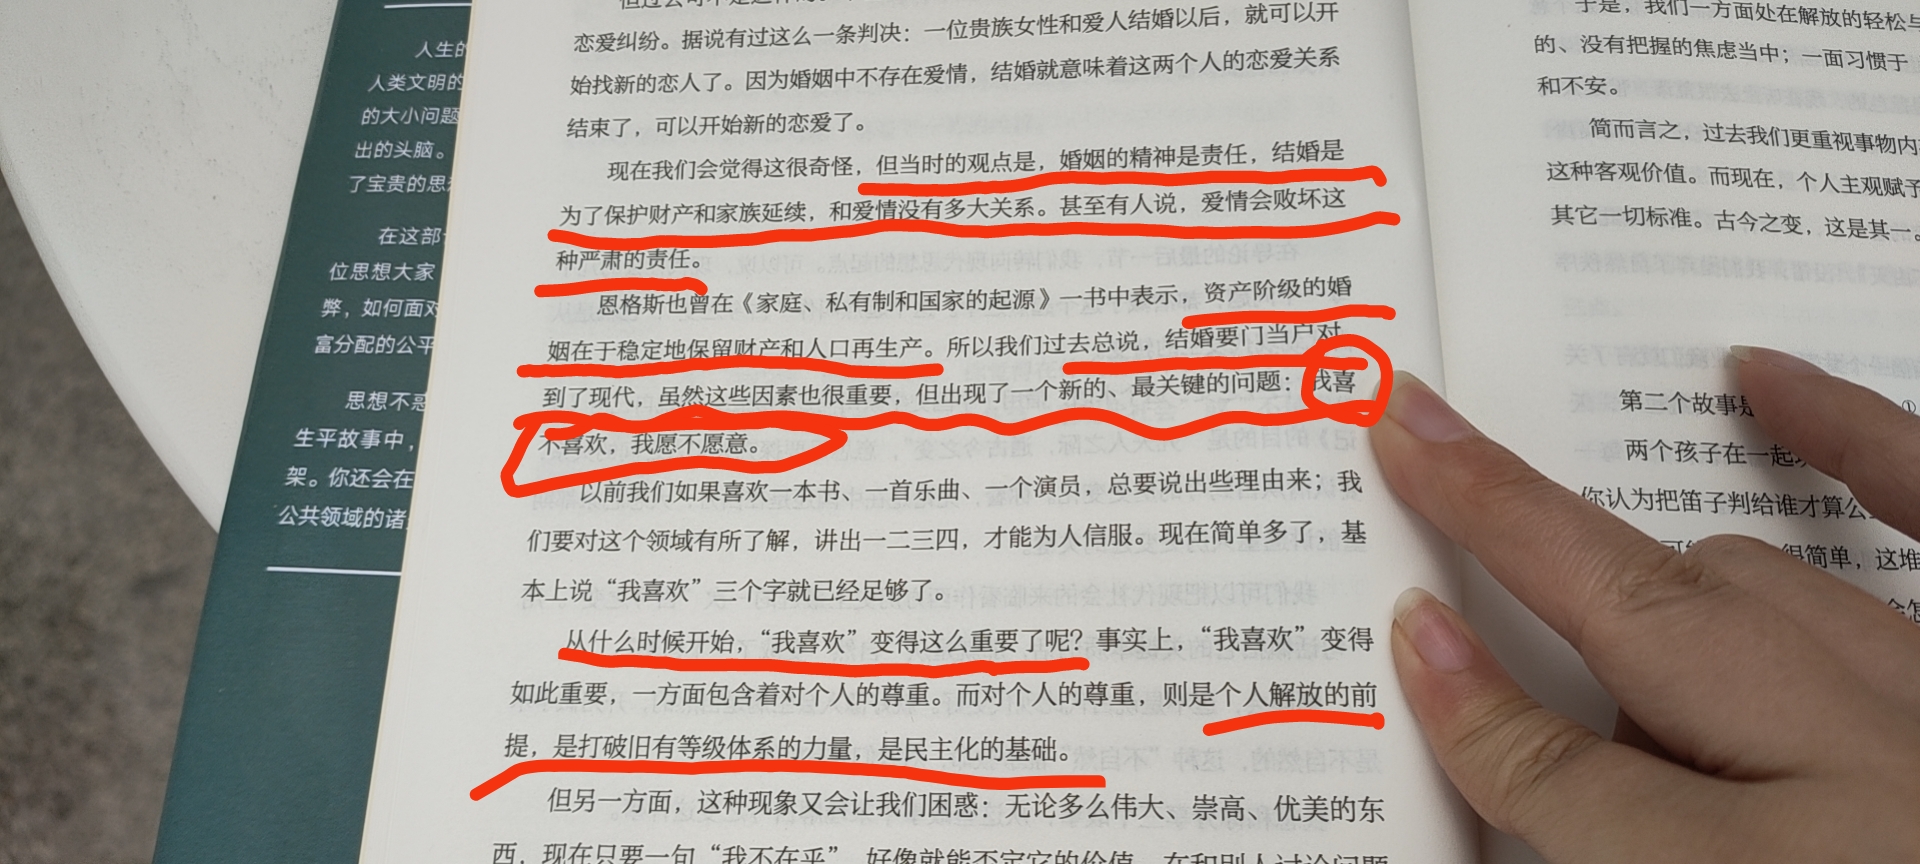 人生的
人类文明的
的大小问题
出的头脑。
了宝贵的思想
在这部
位思想大家
弊，如何面对
富分配的公平
思想不惑
生平故事中，
架。你还会在
公共领域的诸
恋爱纠纷。据说有过这么一条判决：一位贵族女性和爱人结婚以后，就可以开
始找新的恋人了。因为婚姻中不存在爱情，结婚就意味着这两个人的恋爱关系
结束了，可以开始新的恋爱了。
现在我们会觉得这很奇怪，但当时的观点是，婚姻的精神是责任，结婚是
为了保护财产和家族延续，和爱情没有多大关系。甚至有人说，爱情会败坏这
种严肃的责任。
恩格斯也曾在《家庭、私有制和国家的起源》一书中表示，资产阶级的婚
姻在于稳定地保留财产和人口再生产。所以我们过去总说，结婚要门当户对
到了现代，虽然这些因素也很重要，但出现了一个新的、最关键的问题：我喜
不喜欢，我愿不愿意。
以前我们如果喜欢一本书、一首乐曲、一个演员，总要说出些理由来；我
们要对这个领域有所了解，讲出一二三四，才能为人信服。现在简单多了，基
本上说“我喜欢”三个字就已经足够了。
从什么时候开始，“我喜欢”变得这么重要了呢？事实上，“我喜欢”变得
如此重要，一方面包含着对个人的尊重。而对个人的尊重，则是个人解放的前
提，是打破旧有等级体系的力量，是民主化的基础。
但另一方面，这种现象又会让我们困惑：无论多么伟大、崇高、优美的东
西，现在只要一句“我不在乎”，好像就能否定它的价值。在和别人讨论问题
于是，我们一方面处在解放的轻松与
的、没有把握的焦虑当中；一面习惯于
和不安。
简而言之，过去我们更重视事物内
这种客观价值。而现在，个人主观赋予
其它一切标准。古今之变，这是其一。
第二个故事是
①
两个孩子在一起
你认为把笛子判给谁才算公
很简单，这堆